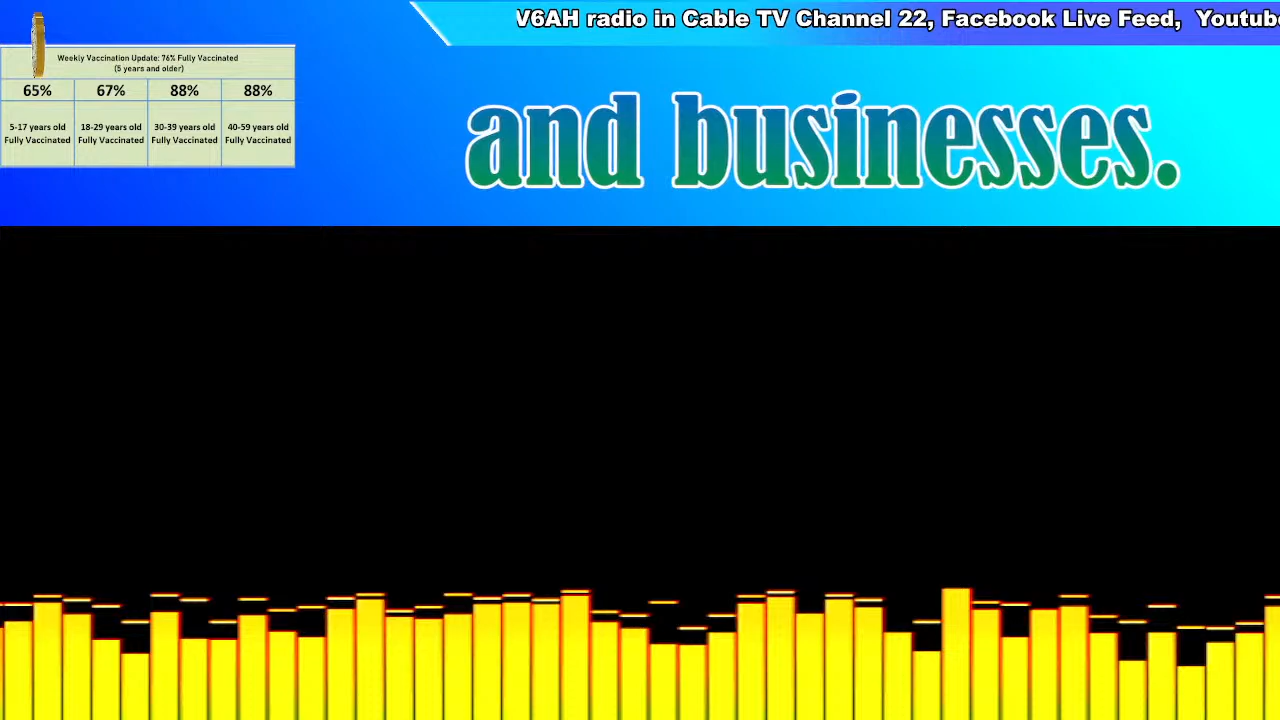 V6AH radio in Cable TV Channel 22, Facebook Live Feed, Youtube
Weekly Vaccination Update: 76% Fully Vaccinated
(5 years and older)
65% 67% 88% 88%
5-17 years old 18-29 years old 30-39 years old 40-59 years old
Fully Vaccinated Fully Vaccinated Fully Vaccinated Fully Vaccinated
and businesses.